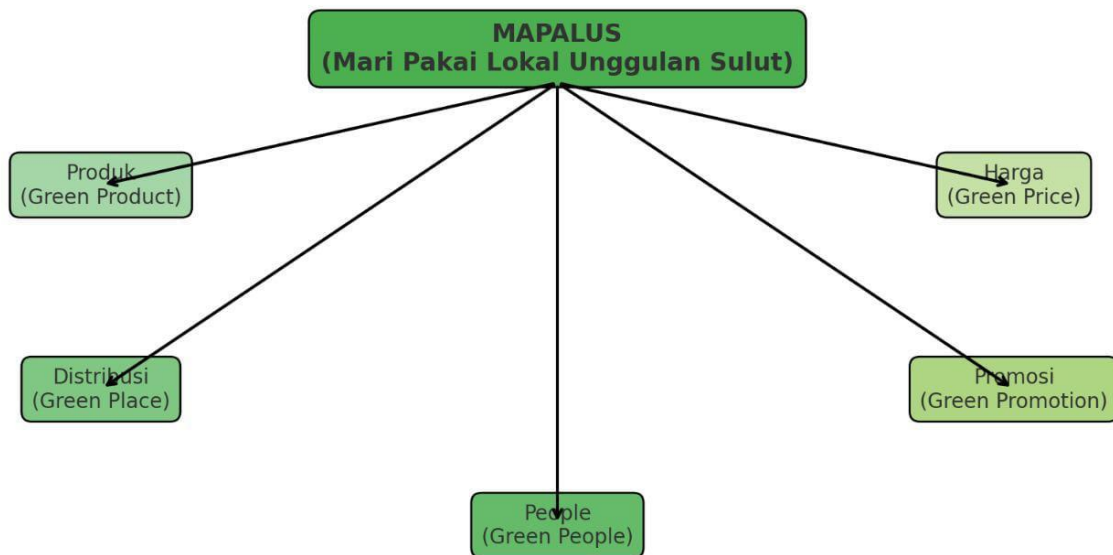 MAPALUS
(Mari Pakai Lokal Unggulan Sulut)
Produk
(Green Product)
Harga
(Green Price)
Distribusi
(Green Place)
Promosi
(Green Promotion)
People
(Green People)